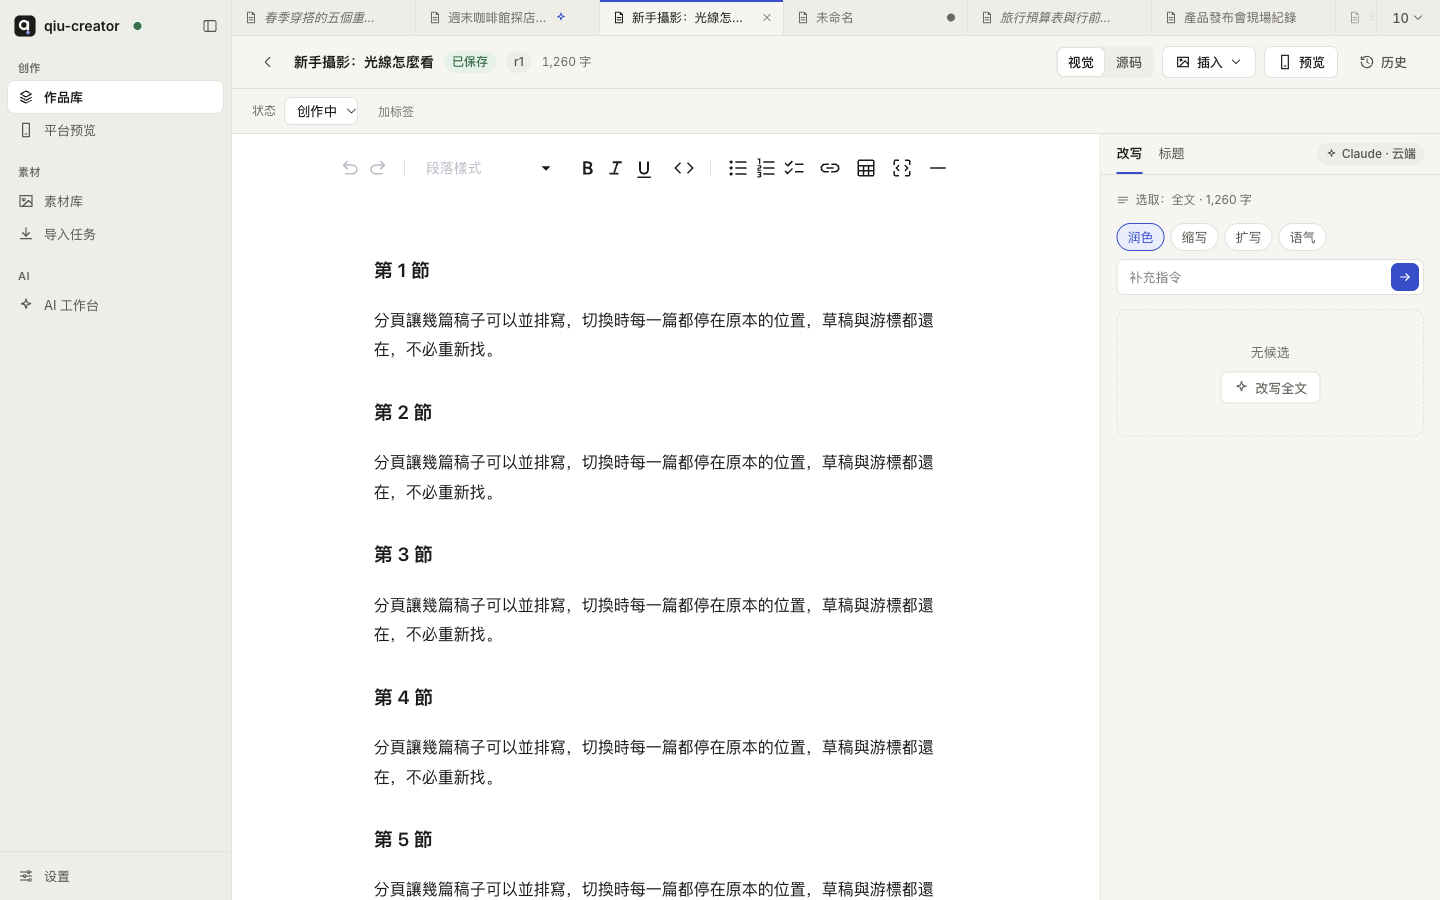 qiu-creator
创作
作品库
平台预览
素材
素材库
导入任务
AI
AI 工作台
设置
春季穿搭的五個重...
週末咖啡館探店...
新手攝影：光線怎...
未命名
旅行預算表與行前...
產品發布會現場紀錄
10
新手攝影：光線怎麼看
已保存
r1
1,260 字
视觉
源码
插入
预览
历史
状态
创作中
加标签
段落樣式
第 1 節
分頁讓幾篇稿子可以並排寫，切換時每一篇都停在原本的位置，草稿與游標都還
在，不必重新找。
第 2 節
分頁讓幾篇稿子可以並排寫，切換時每一篇都停在原本的位置，草稿與游標都還
在，不必重新找。
第 3 節
分頁讓幾篇稿子可以並排寫，切換時每一篇都停在原本的位置，草稿與游標都還
在，不必重新找。
第 4 節
分頁讓幾篇稿子可以並排寫，切換時每一篇都停在原本的位置，草稿與游標都還
在，不必重新找。
第 5 節
分頁讓幾篇稿子可以並排寫，切換時每一篇都停在原本的位置，草稿與游標都還
改写
标题
Claude · 云端
选取：全文 · 1,260 字
润色
缩写
扩写
语气
补充指令
无候选
改写全文